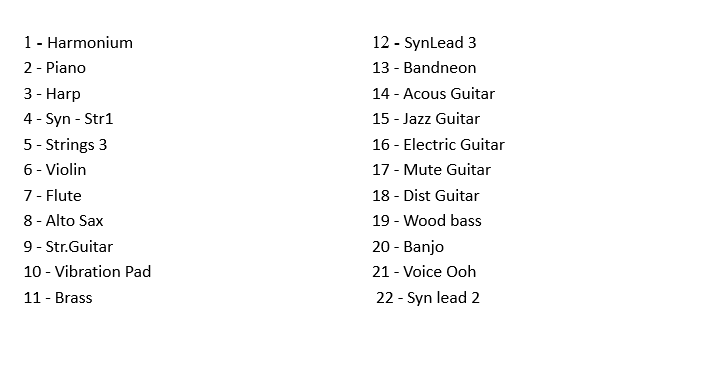 1 - Harmonium
2 - Piano
3 - Harp
4 - Syn - Str1
5 - Strings 3
6 - Violin
7 - Flute
8 - Alto Sax
9 - Str.Guitar
10 - Vibration Pad
11 - Brass
12 - SynLead 3
13 - Bandneon
14 - Acous Guitar
15 - Jazz Guitar
16 - Electric Guitar
17 - Mute Guitar
18 - Dist Guitar
19 - Wood bass
20 - Banjo
21 - Voice Ooh
22 - Syn lead 2